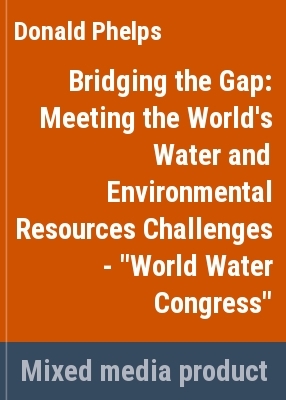 Donald Phelps
Bridging the Gap:
Meeting the World's
Water and
Environmental
Resources Challenges
- "World Water
Congress"
Mixed media product